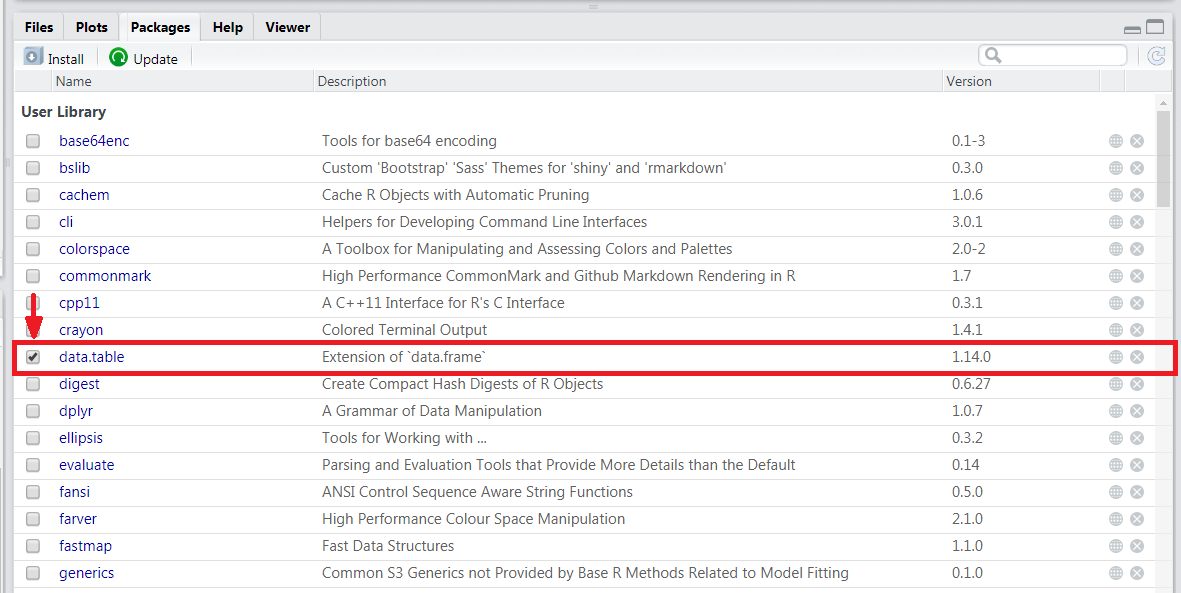 Files Plots Packages Help Viewer
Install Update
Name Description Version
User Library
base64enc Tools for base64 encoding 0.1-3
bslib Custom 'Bootstrap' 'Sass' Themes for 'shiny' and 'rmarkdown' 0.3.0
cachem Cache R Objects with Automatic Pruning 1.0.6
cli Helpers for Developing Command Line Interfaces 3.0.1
colorspace A Toolbox for Manipulating and Assessing Colors and Palettes 2.0-2
commonmark High Performance CommonMark and Github Markdown Rendering in R 1.7
cpp11 A C++11 Interface for R's C Interface 0.3.1
crayon Colored Terminal Output 1.4.1
data.table Extension of `data.frame` 1.14.0
digest Create Compact Hash Digests of R Objects 0.6.27
dplyr A Grammar of Data Manipulation 1.0.7
ellipsis Tools for Working with ... 0.3.2
evaluate Parsing and Evaluation Tools that Provide More Details than the Default 0.14
fansi ANSI Control Sequence Aware String Functions 0.5.0
farver High Performance Colour Space Manipulation 2.1.0
fastmap Fast Data Structures 1.1.0
generics Common S3 Generics not Provided by Base R Methods Related to Model Fitting 0.1.0